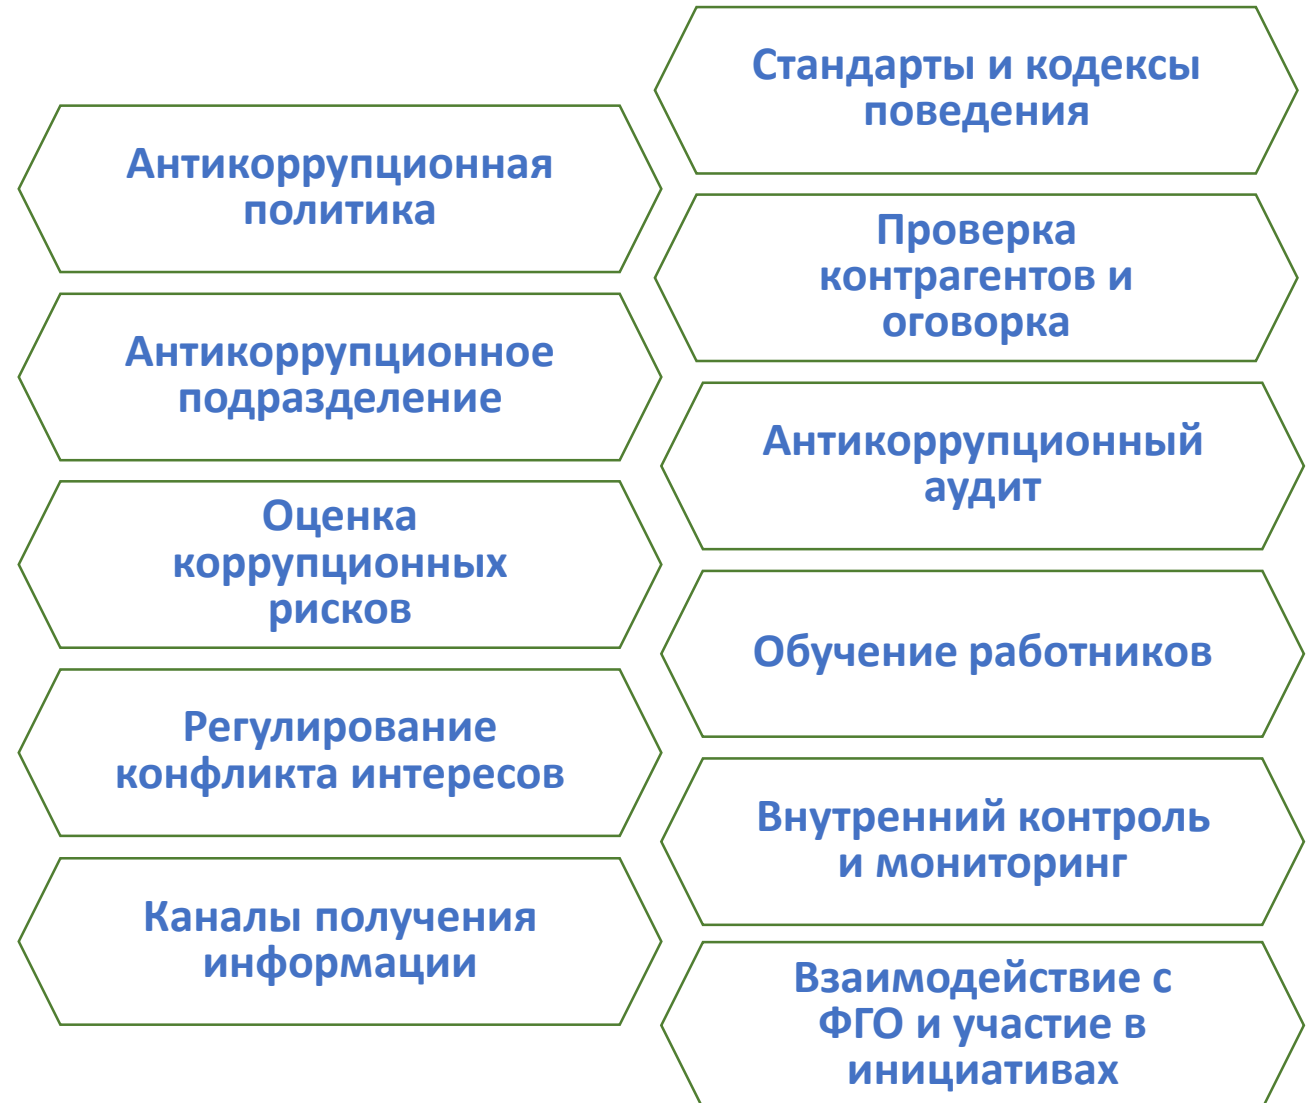 Антикоррупционная
политика
Антикоррупционное
подразделение
Оценка
коррупционных
рисков
Регулирование
конфликта интересов
Каналы получения
информации
Стандарты и кодексы
поведения
Проверка
контрагентов и
оговорка
Антикоррупционный
аудит
Обучение работников
Внутренний контроль
и мониторинг
Взаимодействие с
ФГО и участие в
инициативах